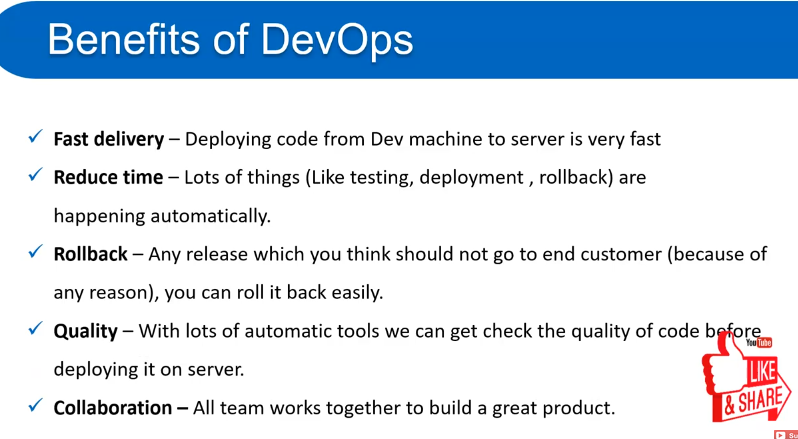 Benefits of DevOps
✓ Fast delivery – Deploying code from Dev machine to server is very fast
✓ Reduce time – Lots of things (Like testing, deployment , rollback) are
happening automatically.
✓ Rollback – Any release which you think should not go to end customer (because of
any reason), you can roll it back easily.
✓ Quality – With lots of automatic tools we can get check the quality of code before
deploying it on server.
✓ Collaboration – All team works together to build a great product.
YouTube
LIKE
& SHARE